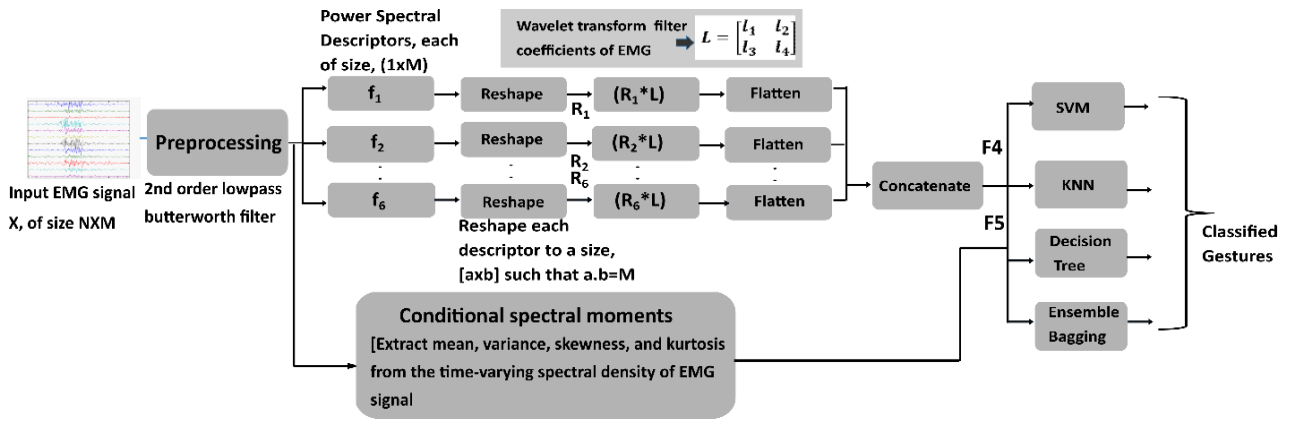 Power Spectral
Descriptors, each
of size, (1xM)
Wavelet transform filter
coefficients of EMG
L = [l1 l2
l3 l4]
f1
Reshape
R1
(R1*L)
Flatten
f2
Reshape
R2
(R2*L)
Flatten
f6
Reshape
R6
(R6*L)
Flatten
Preprocessing
Input EMG signal
X, of size NXM
2nd order lowpass
butterworth filter
Reshape each
descriptor to a size,
[axb] such that a.b=M
Concatenate
F4
F5
SVM
KNN
Decision
Tree
Ensemble
Bagging
Classified
Gestures
Conditional spectral moments
[Extract mean, variance, skewness, and kurtosis
from the time-varying spectral density of EMG
signal